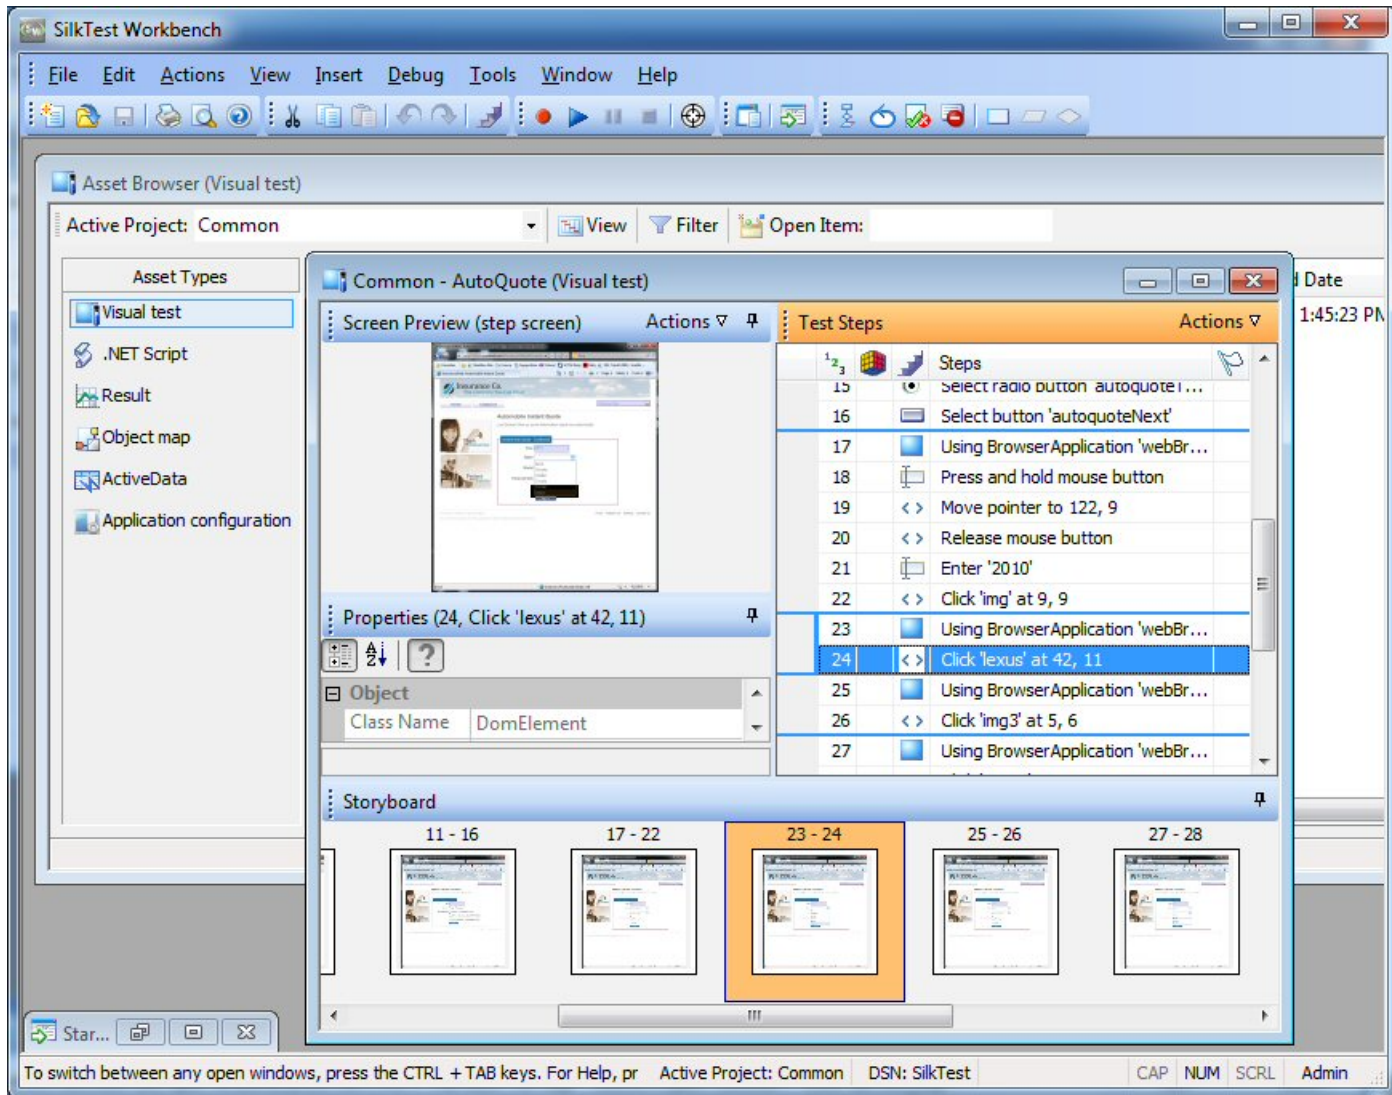 SilkTest Workbench
File Edit Actions View Insert Debug Tools Window Help
Asset Browser (Visual test)
Active Project: Common View Filter Open Item:
Asset Types
Visual test
.NET Script
Result
Object map
ActiveData
Application configuration
d Date
1:45:23 PM
Common - AutoQuote (Visual test)
Screen Preview (step screen) Actions
Insurance Co.
Automobile Instant Quote
Properties (24, Click 'lexus' at 42, 11)
Object
Class Name DomElement
Test Steps Actions
Steps
15 Select radio button 'autoquote1...
16 Select button 'autoquoteNext'
17 Using BrowserApplication 'webBr...
18 Press and hold mouse button
19 Move pointer to 122, 9
20 Release mouse button
21 Enter '2010'
22 Click 'img' at 9, 9
23 Using BrowserApplication 'webBr...
24 Click 'lexus' at 42, 11
25 Using BrowserApplication 'webBr...
26 Click 'img3' at 5, 6
27 Using BrowserApplication 'webBr...
Storyboard
11 - 16 17 - 22 23 - 24 25 - 26 27 - 28
Star...
To switch between any open windows, press the CTRL + TAB keys. For Help, pr Active Project: Common DSN: SilkTest CAP NUM SCRL Admin